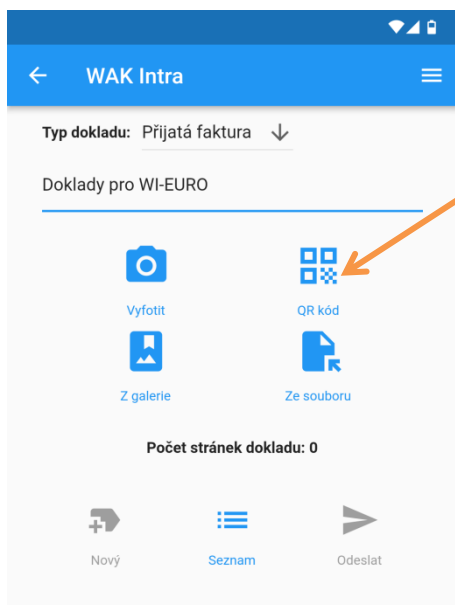 WAK Intra
Typ dokladu: Přijatá faktura
Doklady pro WI-EURO
Vyfotit
QR kód
Z galerie
Ze souboru
Počet stránek dokladu: 0
Nový
Seznam
Odeslat